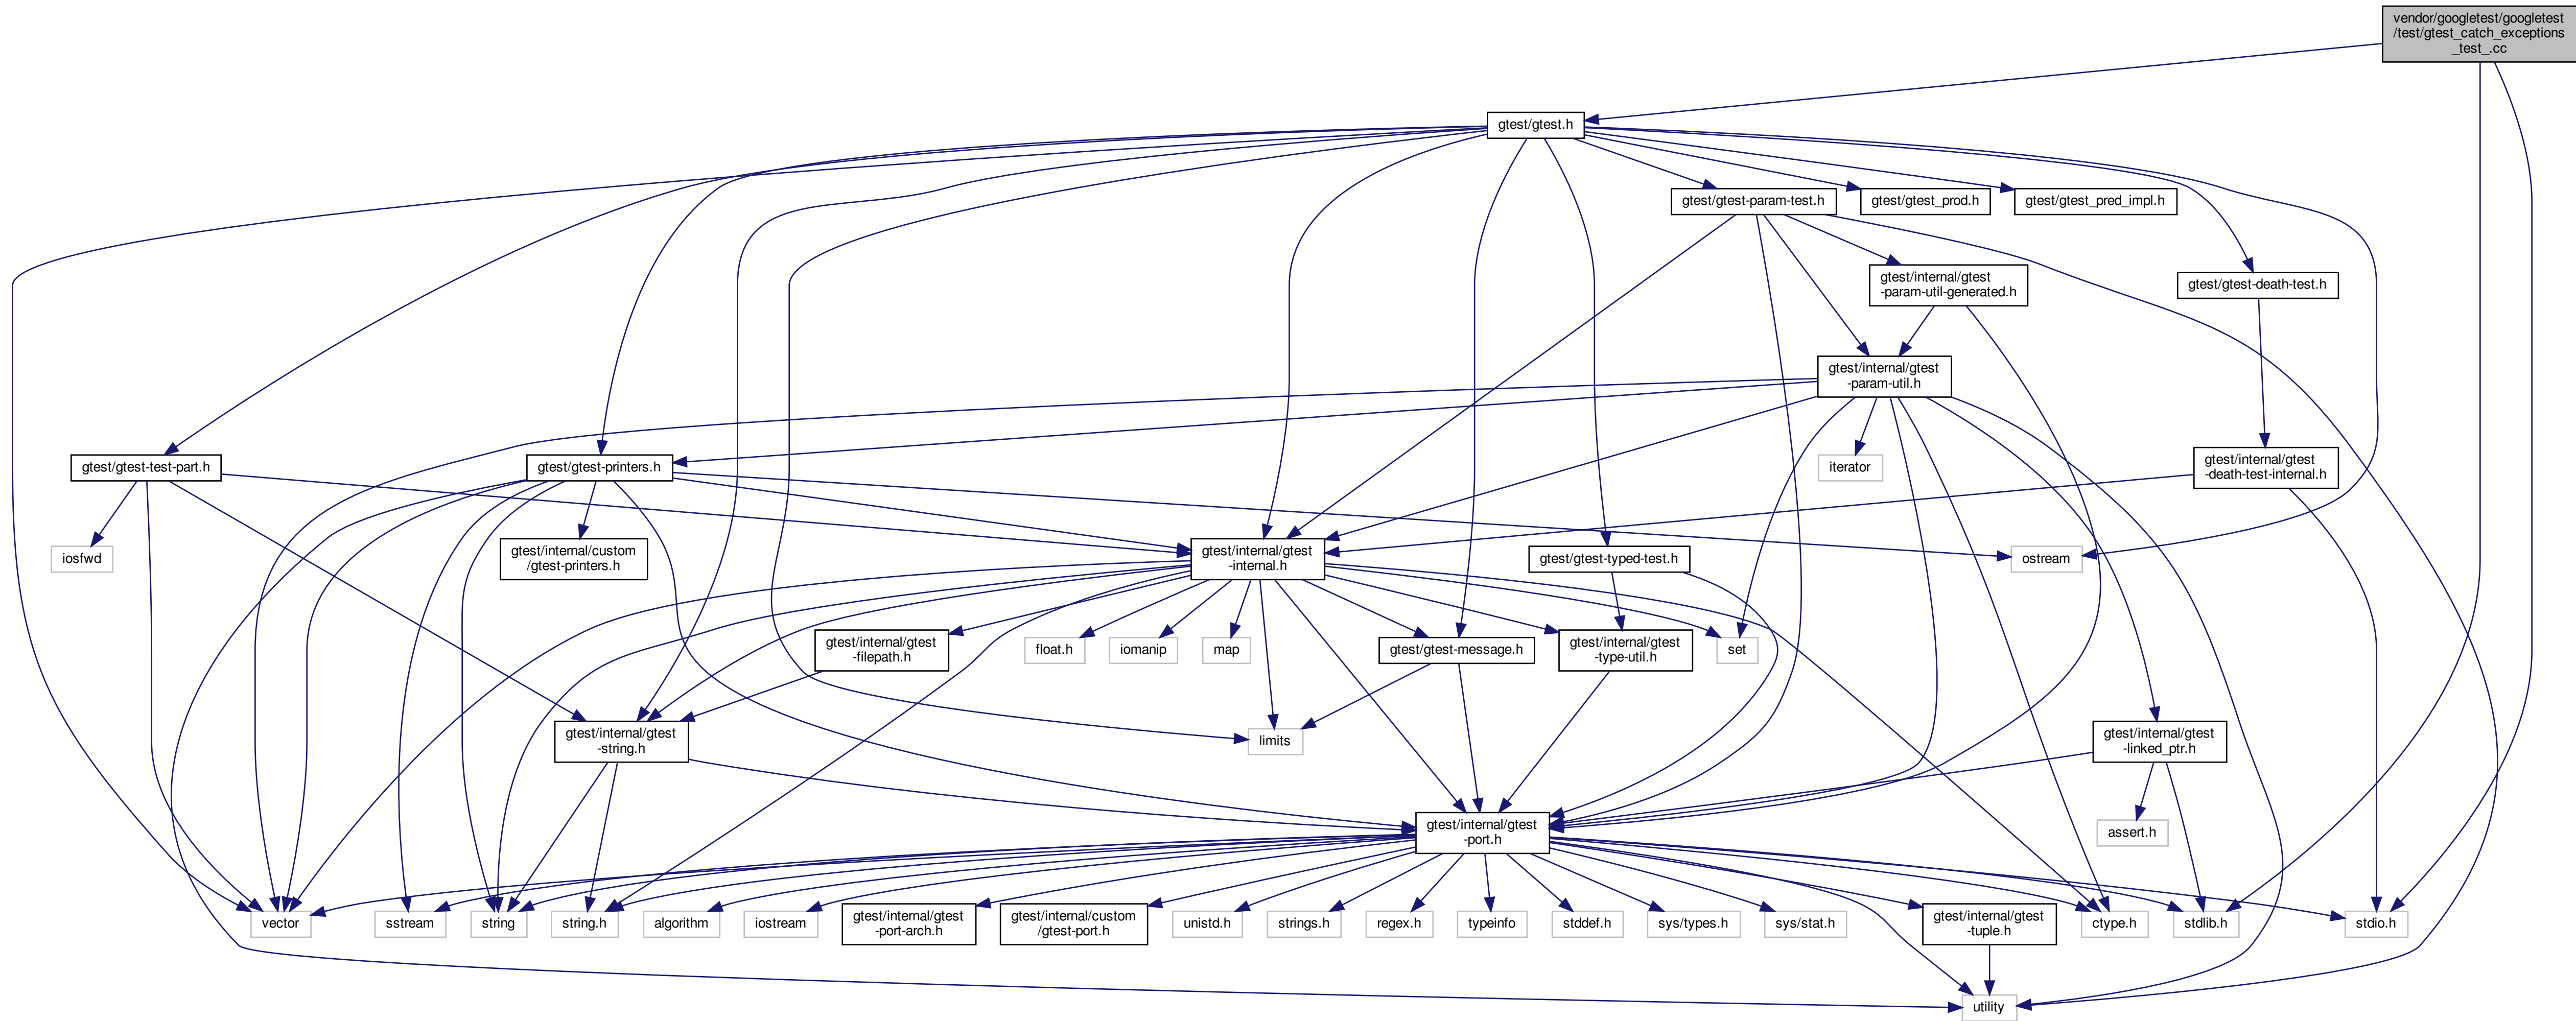 vendor/googletest/googletest
/test/gtest_catch_exceptions
_test_.cc
gtest/gtest.h
gtest/gtest-param-test.h
gtest/gtest_prod.h
gtest/gtest_pred_impl.h
gtest/internal/gtest
-param-util-generated.h
gtest/gtest-death-test.h
gtest/internal/gtest
-param-util.h
gtest/gtest-test-part.h
gtest/gtest-printers.h
iterator
gtest/internal/gtest
-death-test-internal.h
iosfwd
gtest/internal/custom
/gtest-printers.h
gtest/internal/gtest
-internal.h
gtest/gtest-typed-test.h
ostream
gtest/internal/gtest
-filepath.h
float.h
iomanip
map
gtest/gtest-message.h
gtest/internal/gtest
-type-util.h
set
gtest/internal/gtest
-string.h
limits
gtest/internal/gtest
-linked_ptr.h
gtest/internal/gtest
-port.h
assert.h
vector
sstream
string
string.h
algorithm
iostream
gtest/internal/gtest
-port-arch.h
gtest/internal/custom
/gtest-port.h
unistd.h
strings.h
regex.h
typeinfo
stddef.h
sys/types.h
sys/stat.h
gtest/internal/gtest
-tuple.h
ctype.h
stdlib.h
stdio.h
utility